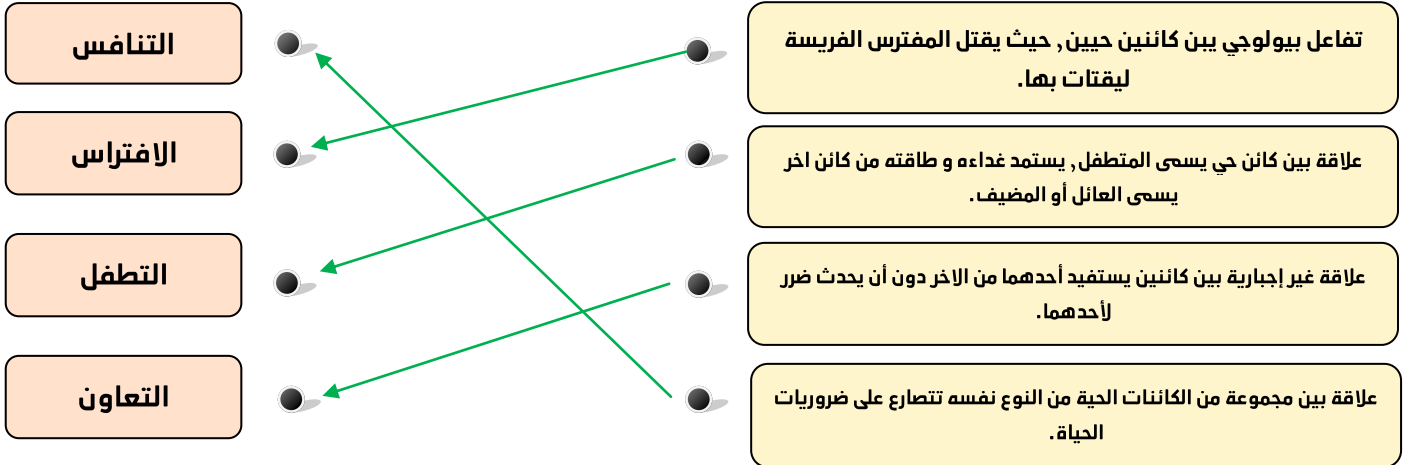 تفاعل بيولوجي يبن كائنين حيين, حيث يقتل المفترس الفريسة
ليقتات بها.
علاقة بين كائن حي يسمى المتطفل, يستمد غداءه و طاقته من كائن اخر
يسمى العائل أو المضيف.
علاقة غير إجبارية بين كائنين يستفيد أحدهما من الاخر دون أن يحدث ضرر
لأحدهما.
علاقة بين مجموعة من الكائنات الحية من النوع نفسه تتصارع على ضروريات
الحياة.
التنافس
الافتراس
التطفل
التعاون